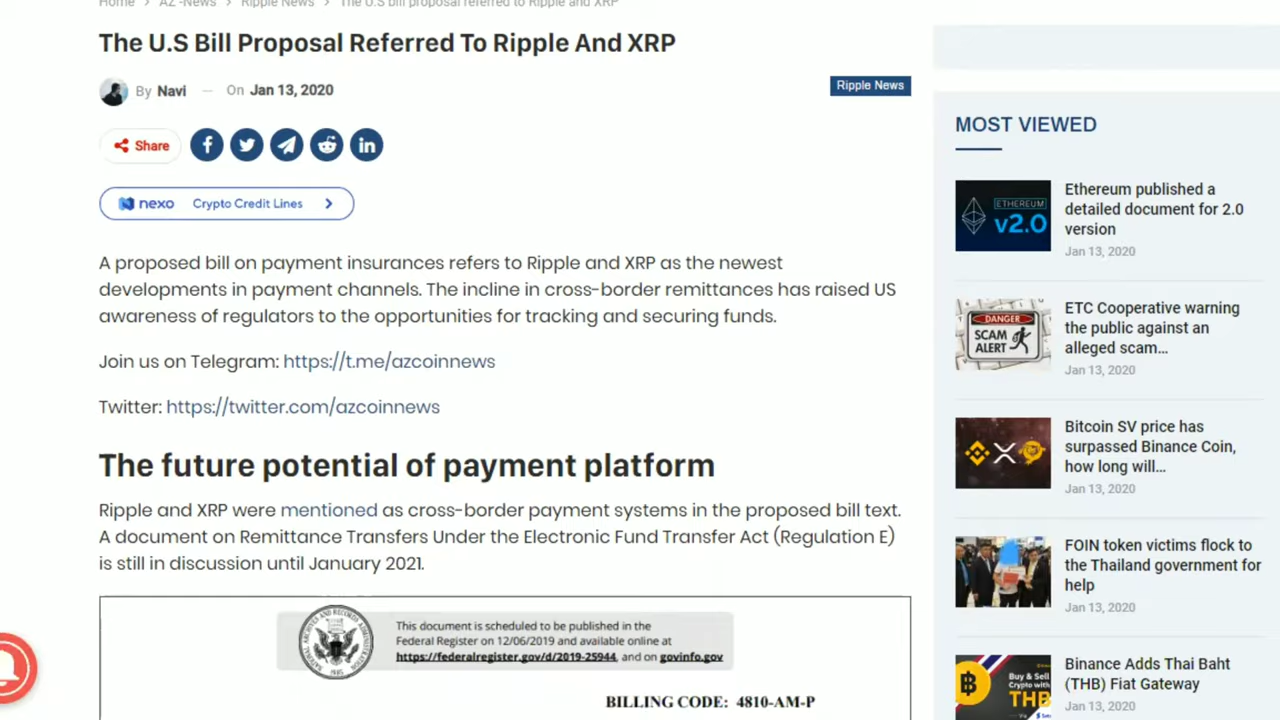 Home > AZ -News > Ripple News > The U.S bill proposal referred to Ripple and XRP
The U.S Bill Proposal Referred To Ripple And XRP
By Navi — On Jan 13, 2020
Ripple News
Share
nexo Crypto Credit Lines >
A proposed bill on payment insurances refers to Ripple and XRP as the newest
developments in payment channels. The incline in cross-border remittances has raised US
awareness of regulators to the opportunities for tracking and securing funds.
Join us on Telegram: https://t.me/azcoinnews
Twitter: https://twitter.com/azcoinnews
The future potential of payment platform
Ripple and XRP were mentioned as cross-border payment systems in the proposed bill text.
A document on Remittance Transfers Under the Electronic Fund Transfer Act (Regulation E)
is still in discussion until January 2021.
This document is scheduled to be published in the
Federal Register on 12/06/2019 and available online at
https://federalregister.gov/d/2019-25944, and on govinfo.gov
BILLING CODE: 4810-AM-P
MOST VIEWED
ETHEREUM
v2.0
Ethereum published a
detailed document for 2.0
version
Jan 13, 2020
DANGER
SCAM
ALERT
ETC Cooperative warning
the public against an
alleged scam...
Jan 13, 2020
Bitcoin SV price has
surpassed Binance Coin,
how long will...
Jan 13, 2020
FOIN token victims flock to
the Thailand government for
help
Jan 13, 2020
Buy & Sell
Crypto with
THB
Binance Adds Thai Baht
(THB) Fiat Gateway
Jan 13, 2020